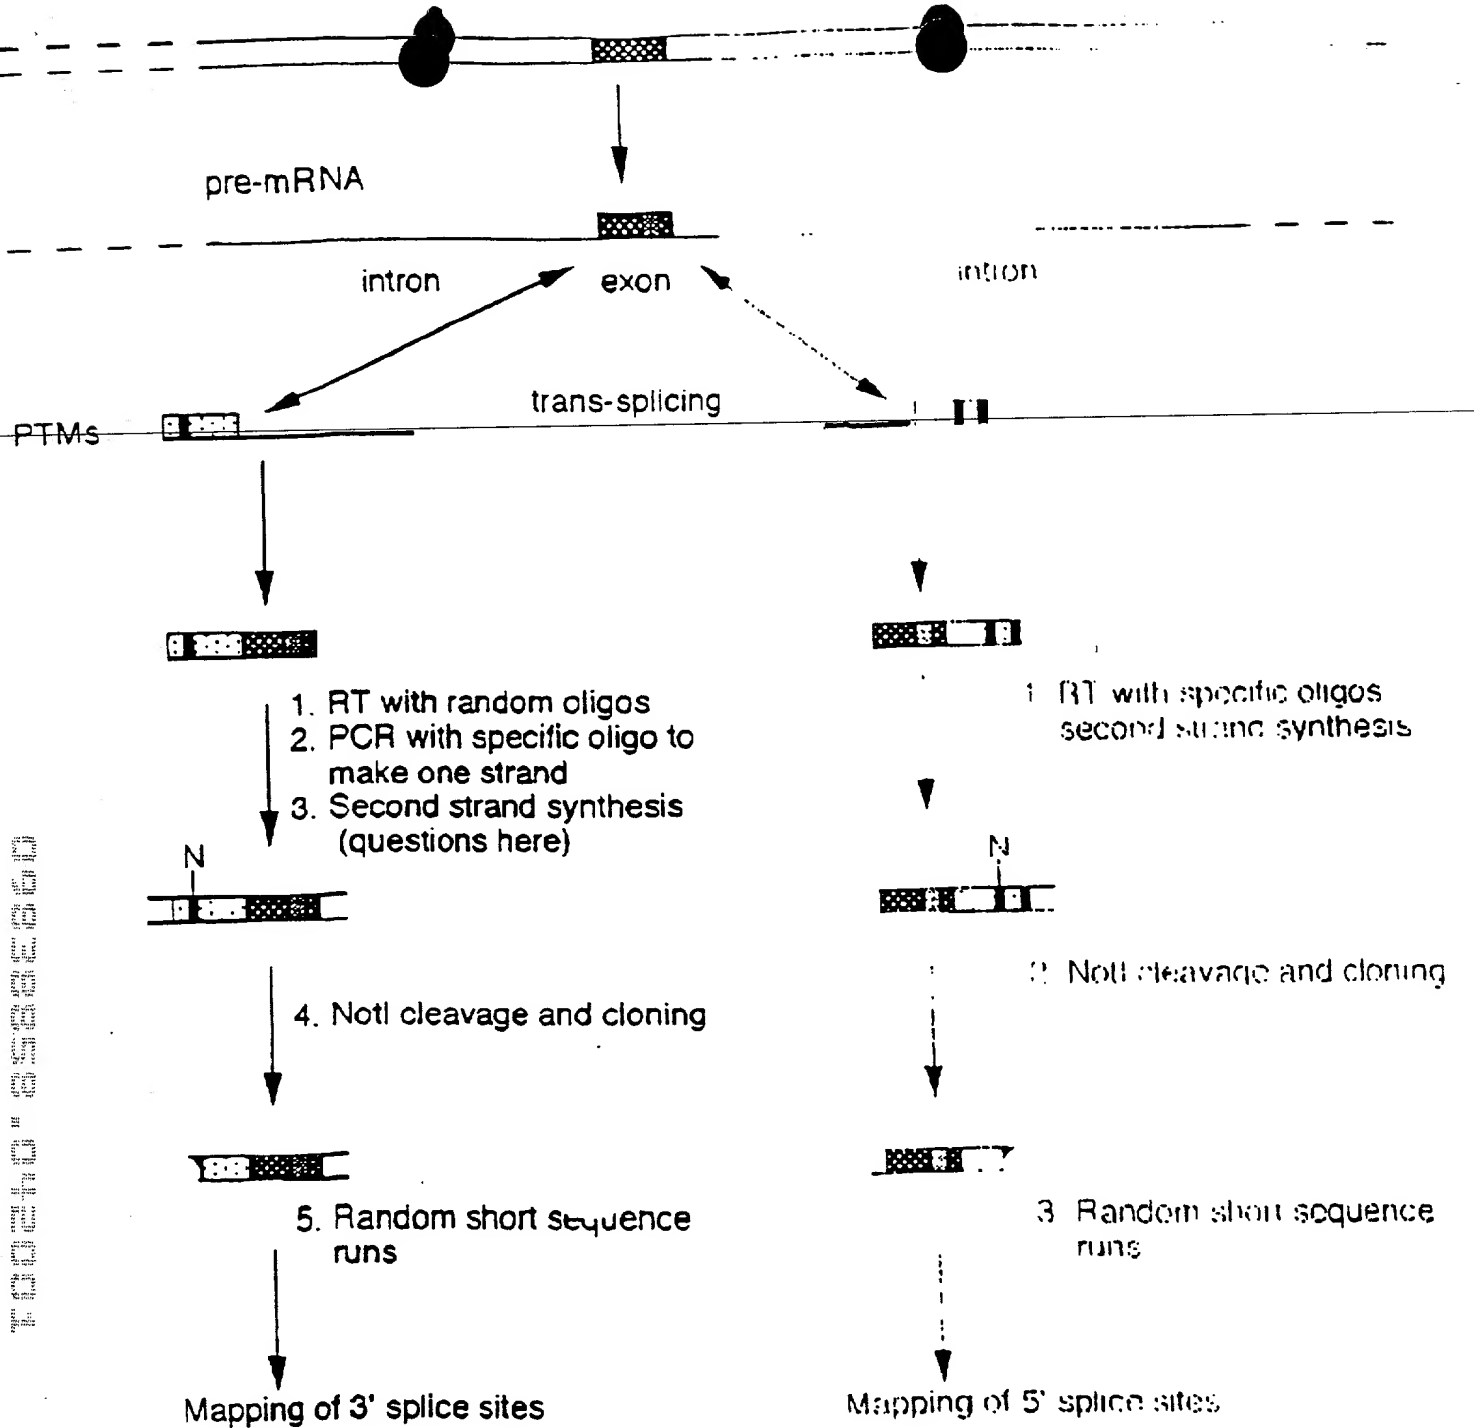 pre-mRNA
intron
exon
intron
trans-splicing
PTMs
1. RT with random oligos
2. PCR with specific oligo to
make one strand
3. Second strand synthesis
(questions here)
N
4. NotI cleavage and cloning
5. Random short sequence
runs
Mapping of 3' splice sites
1 RT with specific oligos
second strand synthesis
N
2 NotI cleavage and cloning
3 Random short sequence
runs
Mapping of 5' splice sites